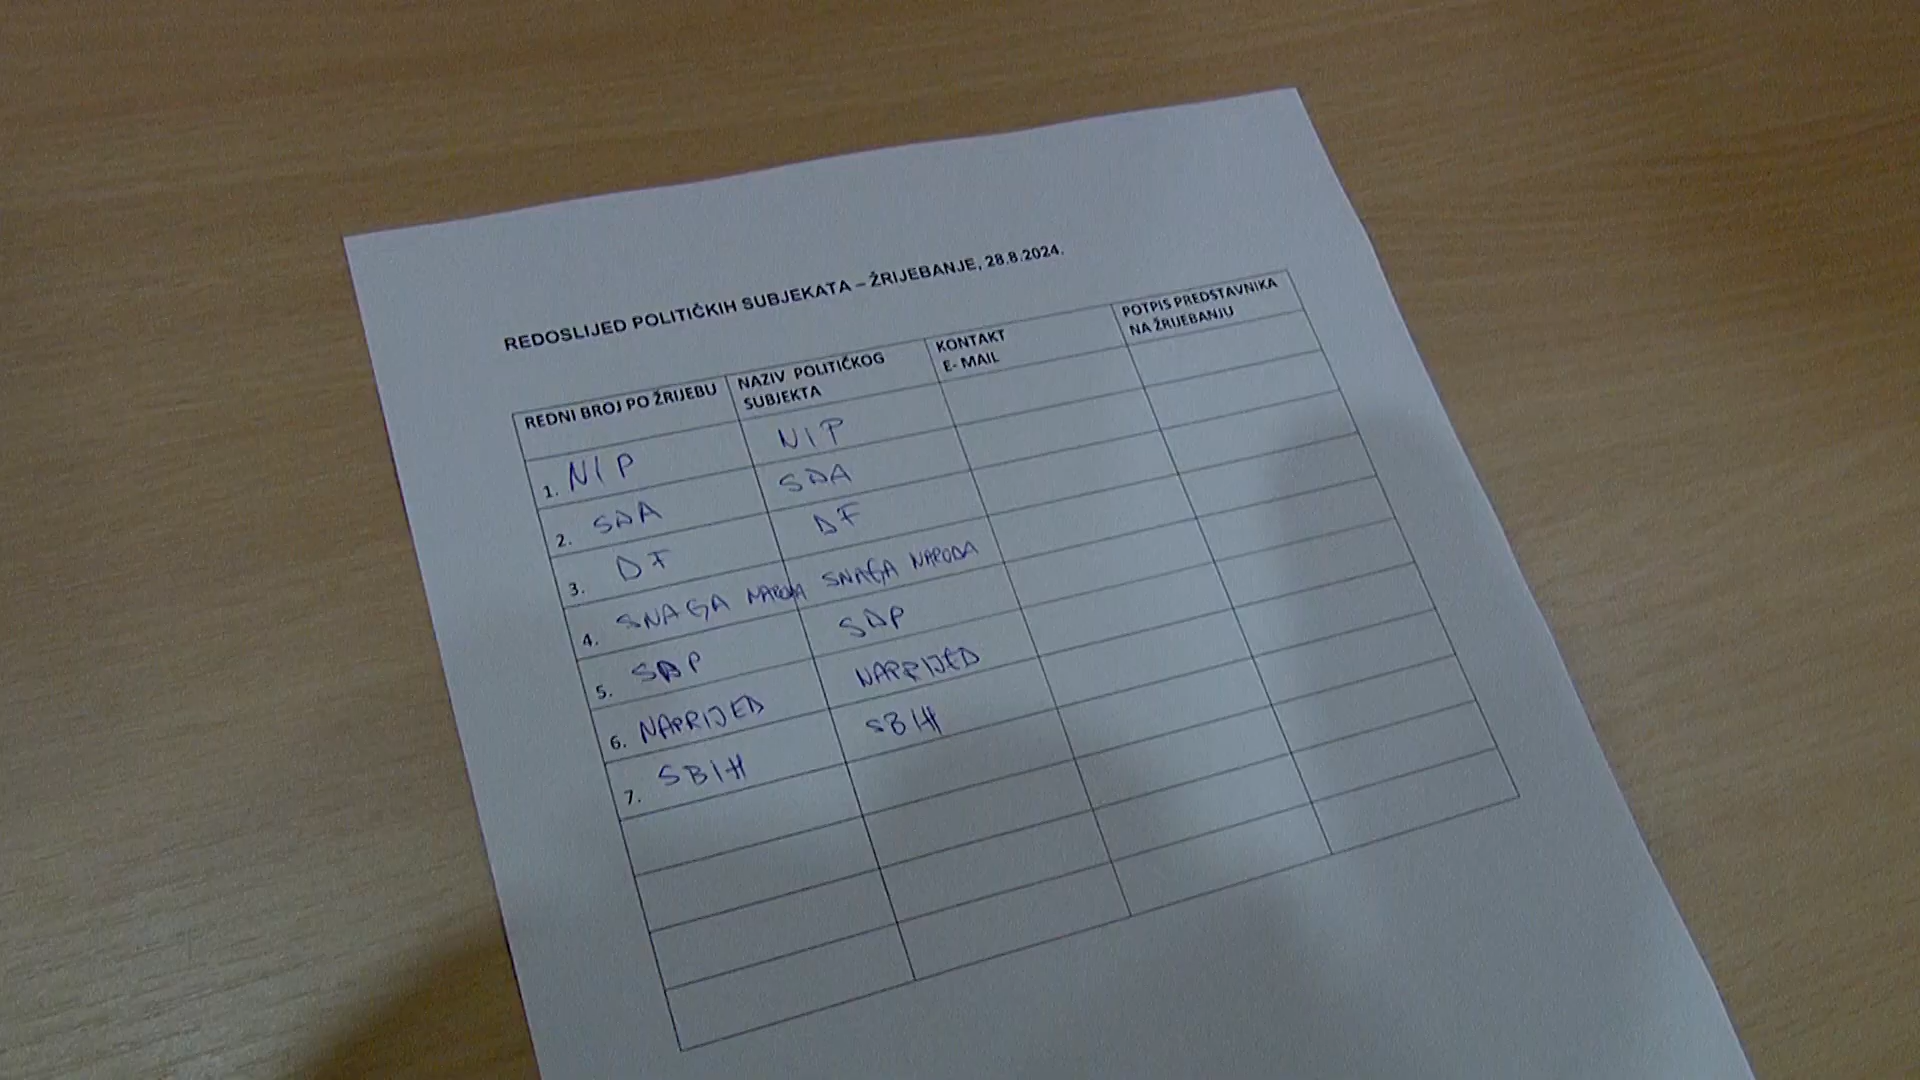 REDOSLIJED POLITIČKIH SUBJEKATA – ŽRIJEBANJE, 28.8.2024.
REDNI BROJ PO ŽRIJEBU
NAZIV POLITIČKOG
SUBJEKTA
KONTAKT
E- MAIL
POTPIS PREDSTAVNIKA
NA ŽRIJEBANJU
1. NIP NIP
2. SDA SDA
3. DF DF
4. SNAGA NARODA SNAGA NARODA
5. SDP SDP
6. NAPRIJED NAPRIJED
7. SBIH SBIH